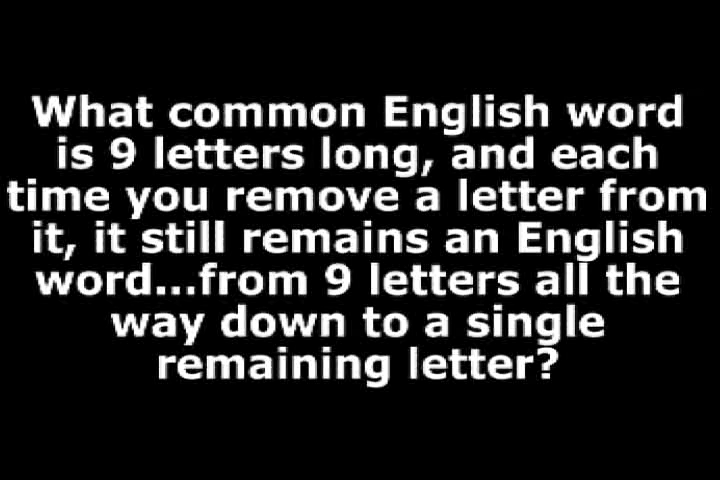 What common English word
is 9 letters long, and each
time you remove a letter from
it, it still remains an English
word...from 9 letters all the
way down to a single
remaining letter?